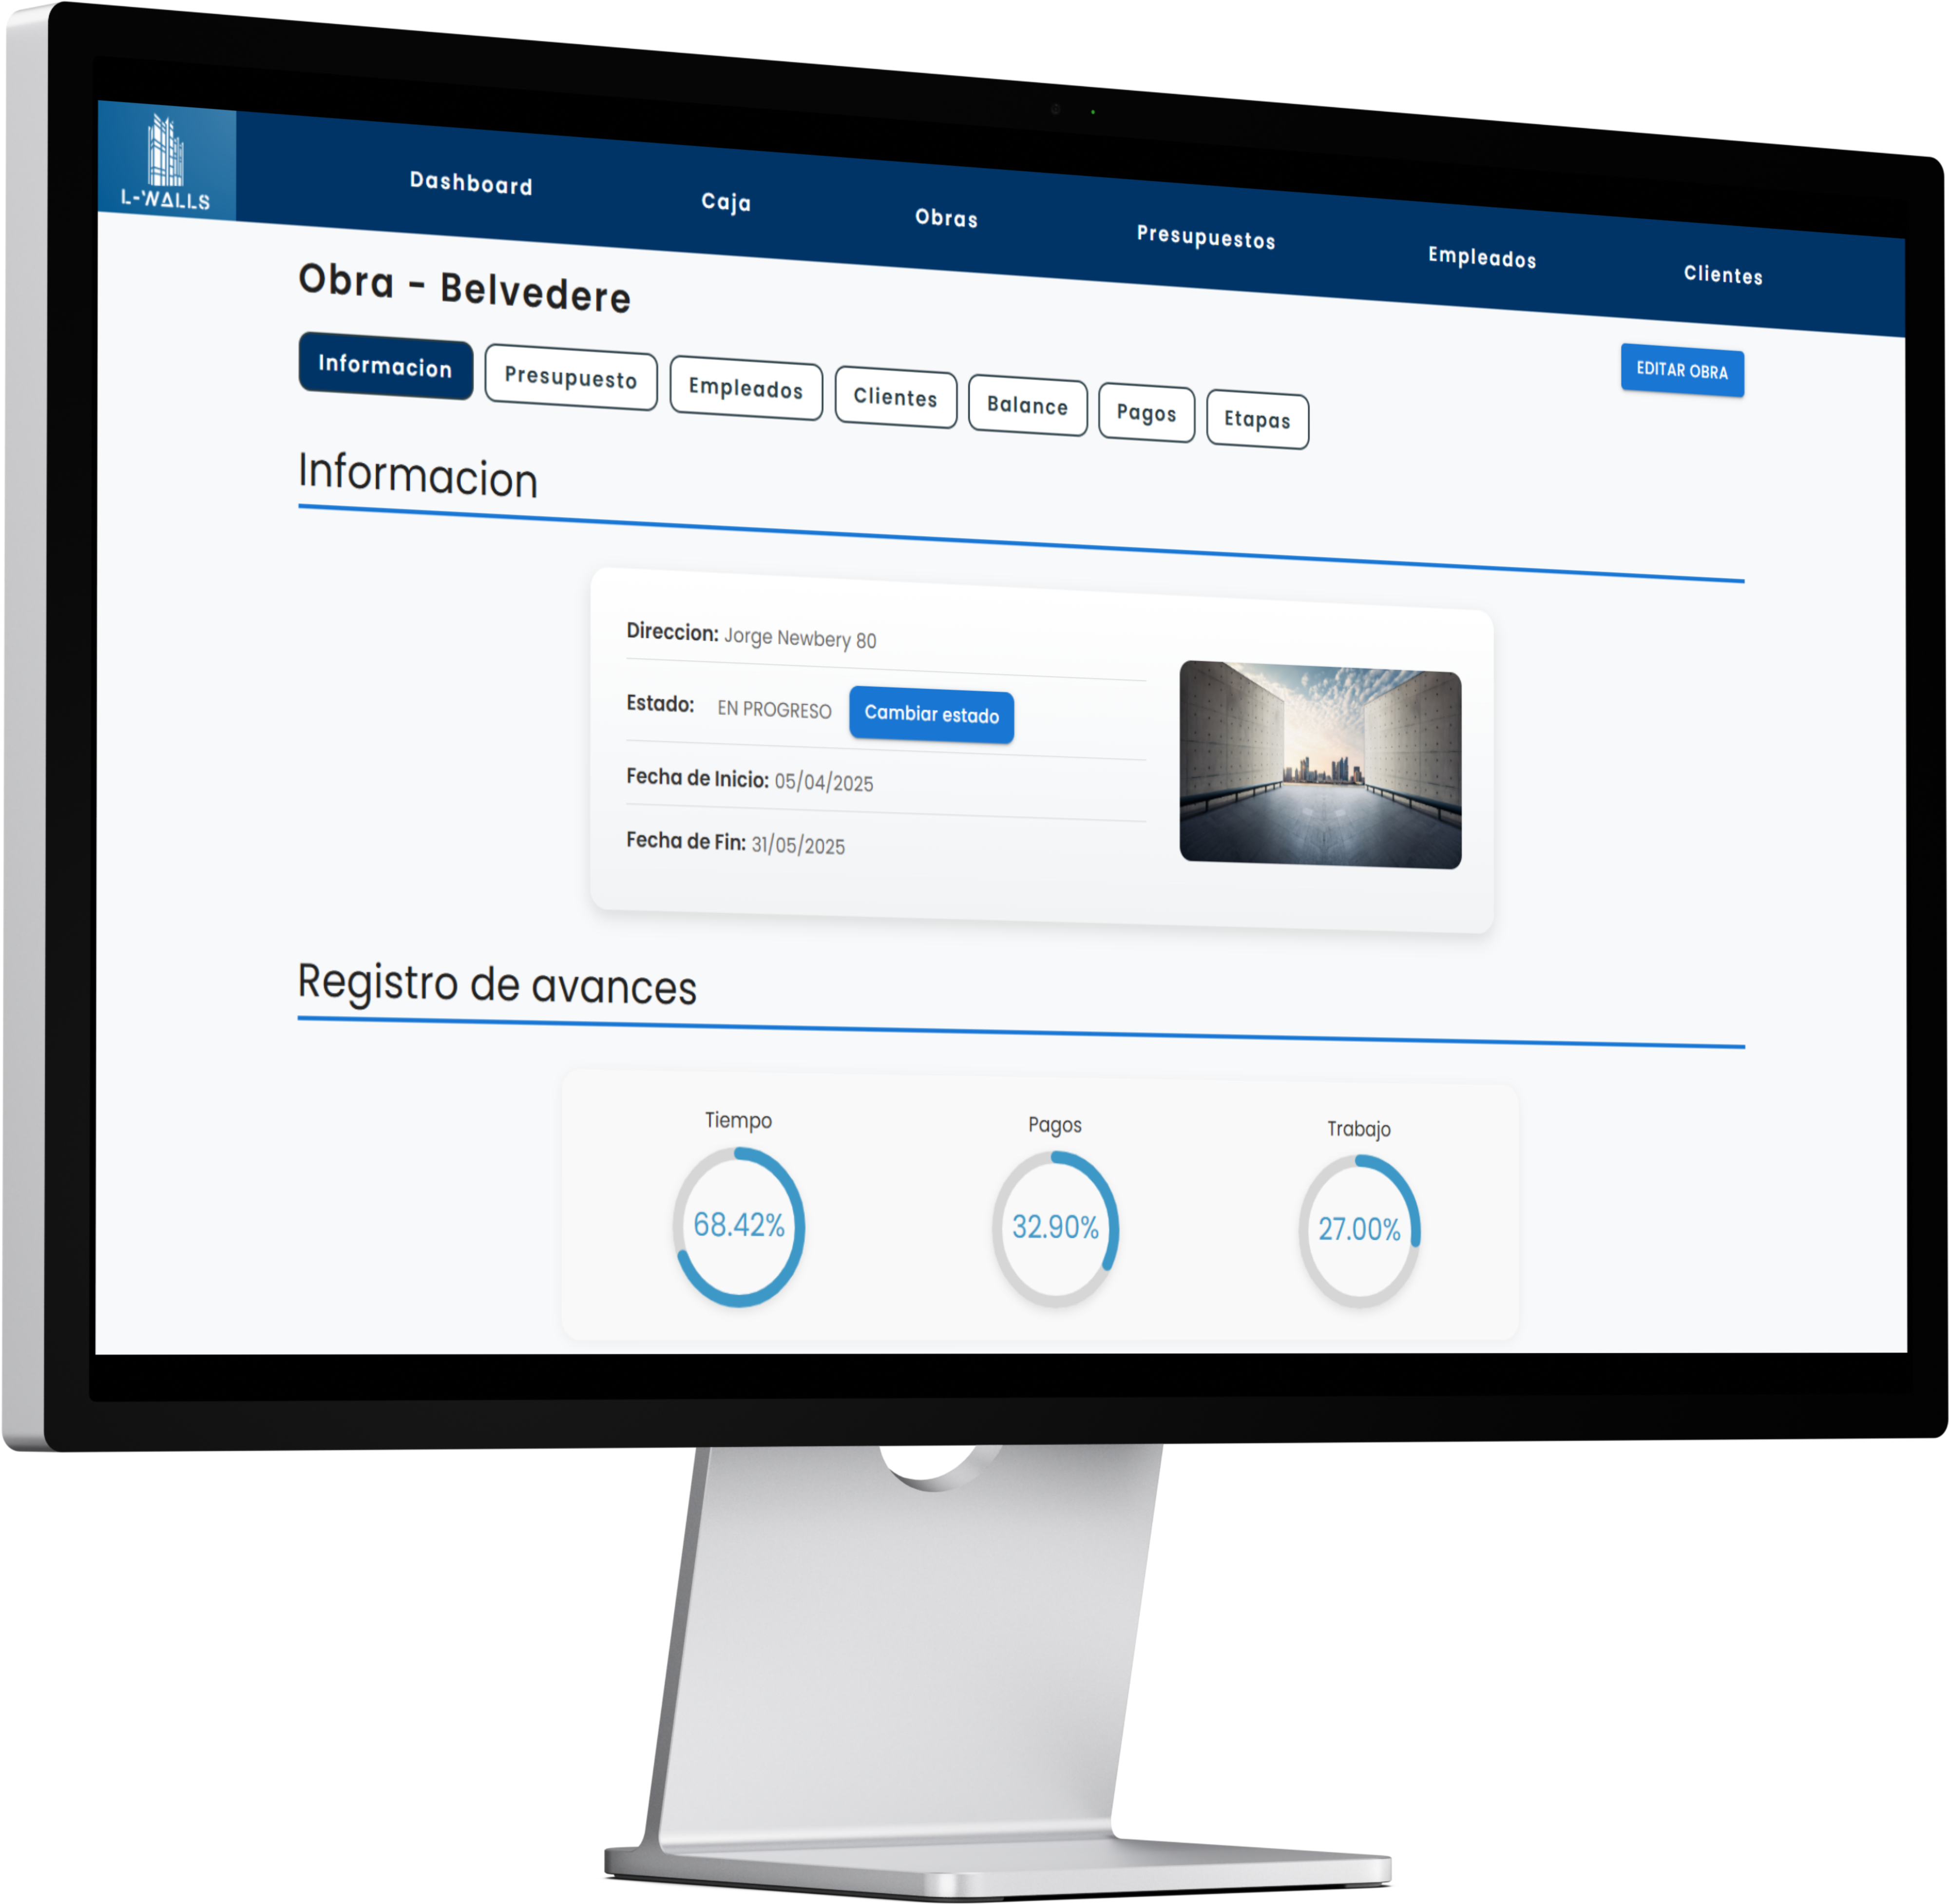 L-WALLS
Dashboard
Caja
Obras
Presupuestos
Empleados
Clientes
Obra - Belvedere
EDITAR OBRA
Informacion
Presupuesto
Empleados
Clientes
Balance
Pagos
Etapas
Informacion
Direccion: Jorge Newbery 80
Estado: EN PROGRESO Cambiar estado
Fecha de Inicio: 05/04/2025
Fecha de Fin: 31/05/2025
Registro de avances
Tiempo
68.42%
Pagos
32.90%
Trabajo
27.00%